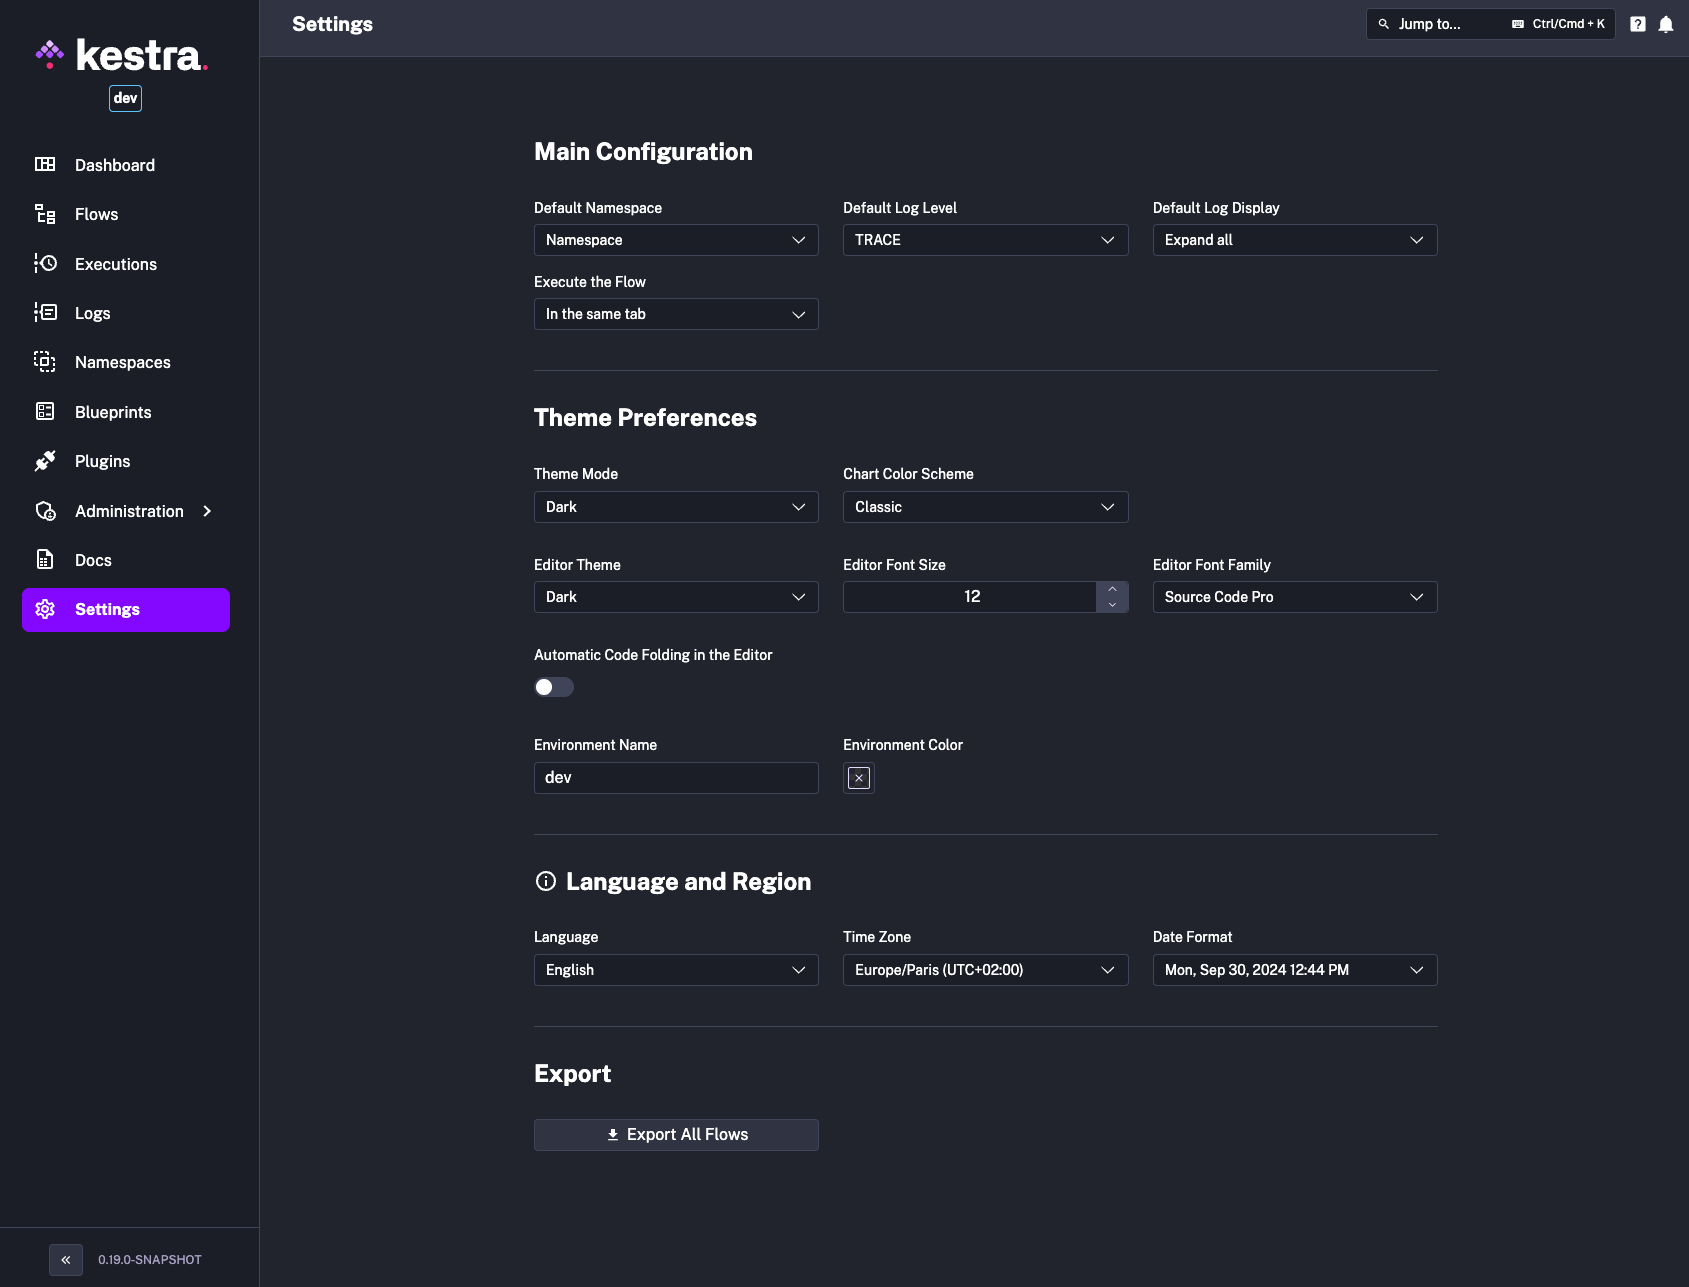 kestra.
dev
Dashboard
Flows
Executions
Logs
Namespaces
Blueprints
Plugins
Administration
Docs
Settings
0.19.0-SNAPSHOT
Settings
Jump to...
Ctrl/Cmd + K
Main Configuration
Default Namespace
Default Log Level
Default Log Display
Namespace
TRACE
Expand all
Execute the Flow
In the same tab
Theme Preferences
Theme Mode
Chart Color Scheme
Dark
Classic
Editor Theme
Editor Font Size
Editor Font Family
Dark
12
Source Code Pro
Automatic Code Folding in the Editor
Environment Name
Environment Color
dev
Language and Region
Language
Time Zone
Date Format
English
Europe/Paris (UTC+02:00)
Mon, Sep 30, 2024 12:44 PM
Export
Export All Flows